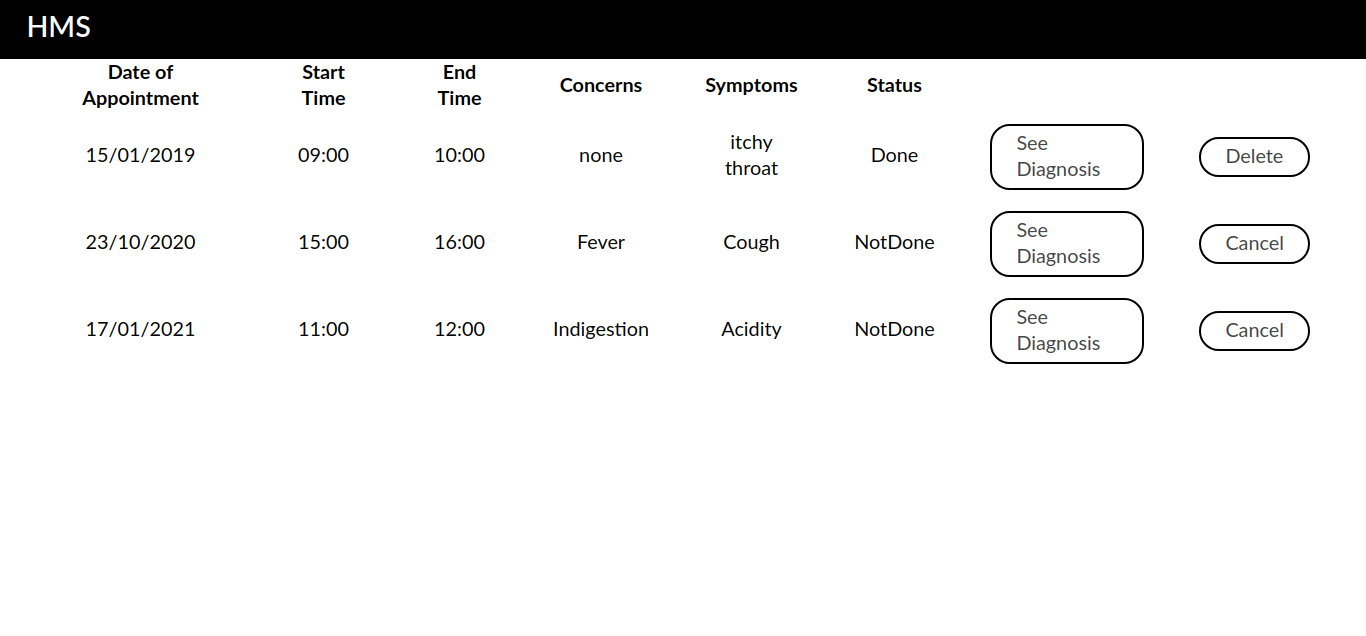 HMS
Date of Appointment Start Time End Time Concerns Symptoms Status
15/01/2019 09:00 10:00 none itchy throat Done See Diagnosis Delete
23/10/2020 15:00 16:00 Fever Cough NotDone See Diagnosis Cancel
17/01/2021 11:00 12:00 Indigestion Acidity NotDone See Diagnosis Cancel